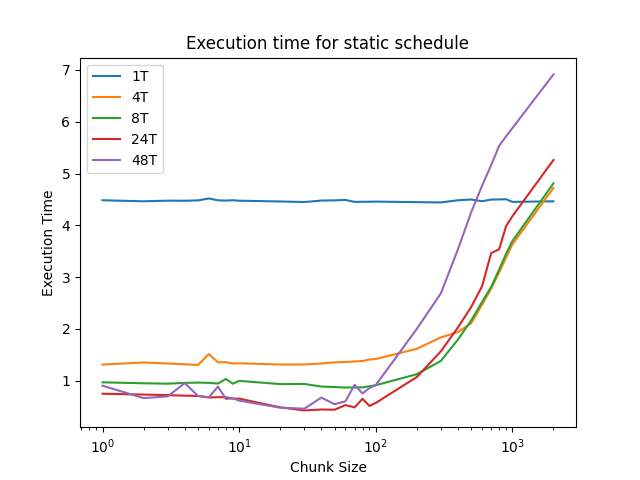 Execution time for static schedule
1T
4T
8T
24T
48T
7
6
5
4
3
2
1
Execution Time
10⁰ 10¹ 10² 10³
Chunk Size